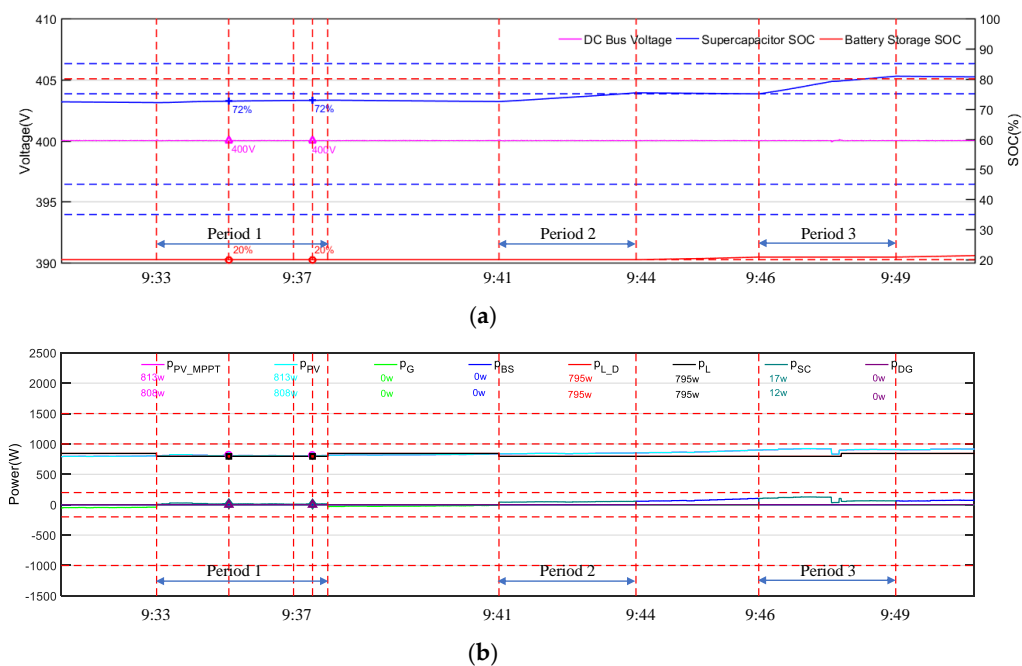 410
405
400
395
390
Voltage(V)
DC Bus Voltage Supercapacitor SOC Battery Storage SOC
72% 72%
400V 400V
Period 1 Period 2 Period 3
20% 20%
100
90
80
70
60
50
40
30
20
SOC(%)
9:33 9:37 9:41 9:44 9:46 9:49
(a)
2500
2000
1500
1000
500
0
-500
-1000
-1500
Power(W)
pPV_MPPT pPV pG pBS pL_D pL pSC pDG
813w 813w 0w 0w 795w 795w 17w 0w
808w 808w 0w 0w 795w 795w 12w 0w
Period 1 Period 2 Period 3
9:33 9:37 9:41 9:44 9:46 9:49
(b)